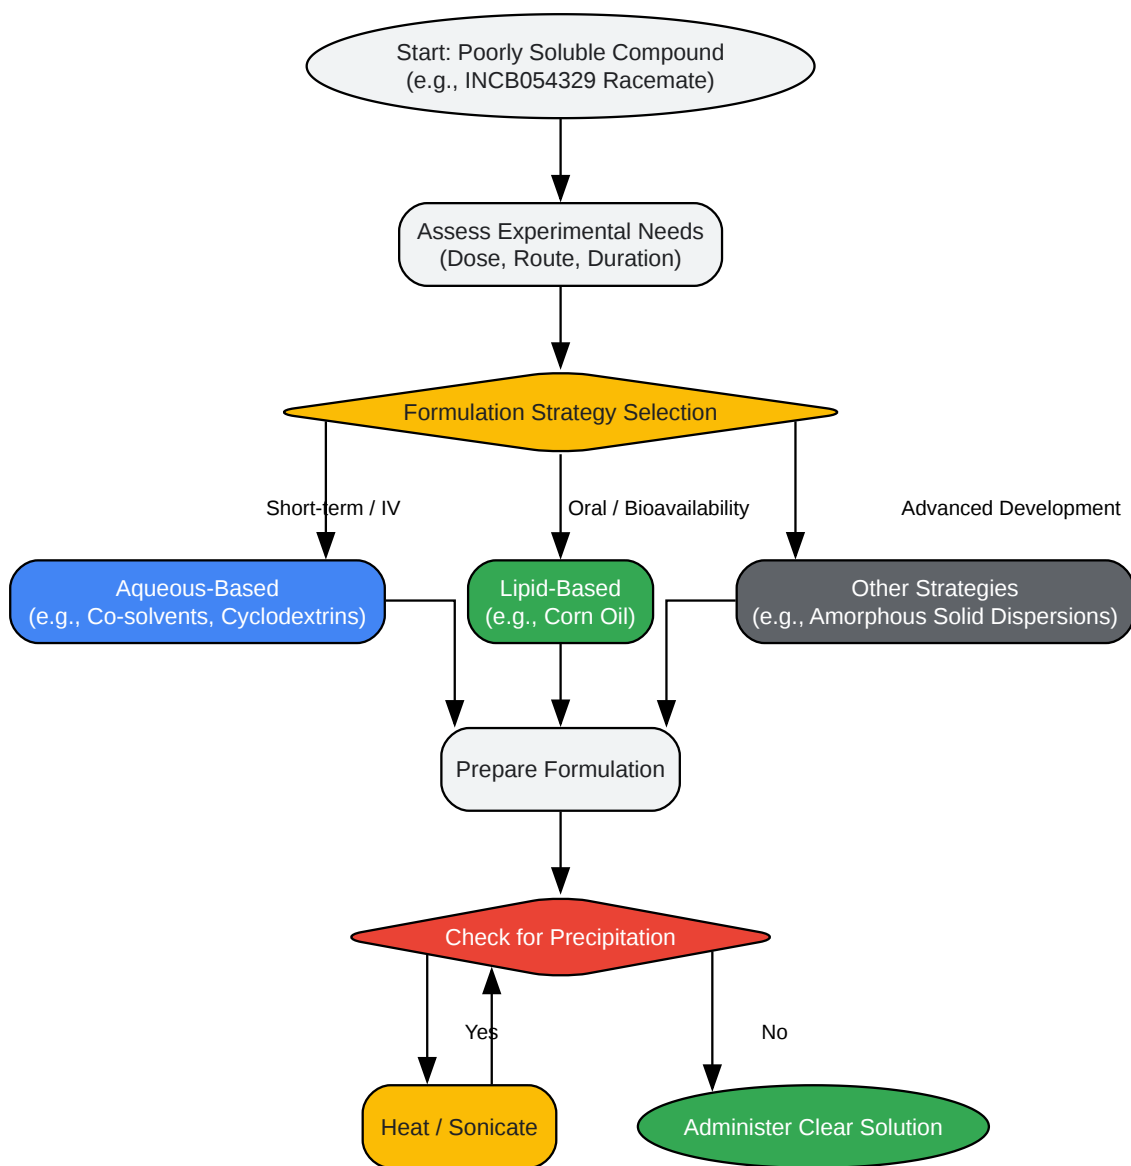 Start: Poorly Soluble Compound
(e.g., INCB054329 Racemate)
Assess Experimental Needs
(Dose, Route, Duration)
Formulation Strategy Selection
Short-term / IV
Oral / Bioavailability
Advanced Development
Aqueous-Based
(e.g., Co-solvents, Cyclodextrins)
Lipid-Based
(e.g., Corn Oil)
Other Strategies
(e.g., Amorphous Solid Dispersions)
Prepare Formulation
Check for Precipitation
Yes
No
Heat / Sonicate
Administer Clear Solution